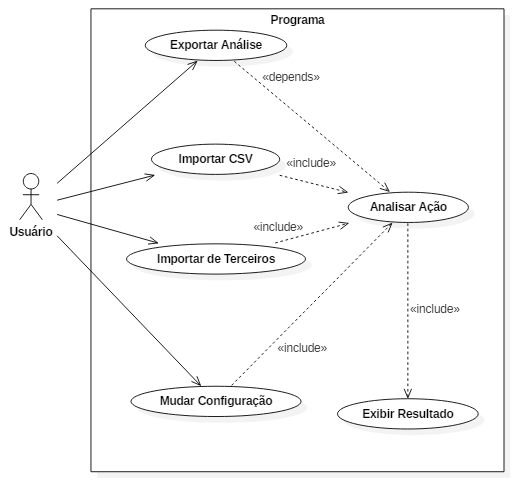 Programa
Exportar Análise
«depends»
Importar CSV
«include»
Analisar Ação
Usuário
«include»
Importar de Terceiros
«include»
«include»
Mudar Configuração
Exibir Resultado